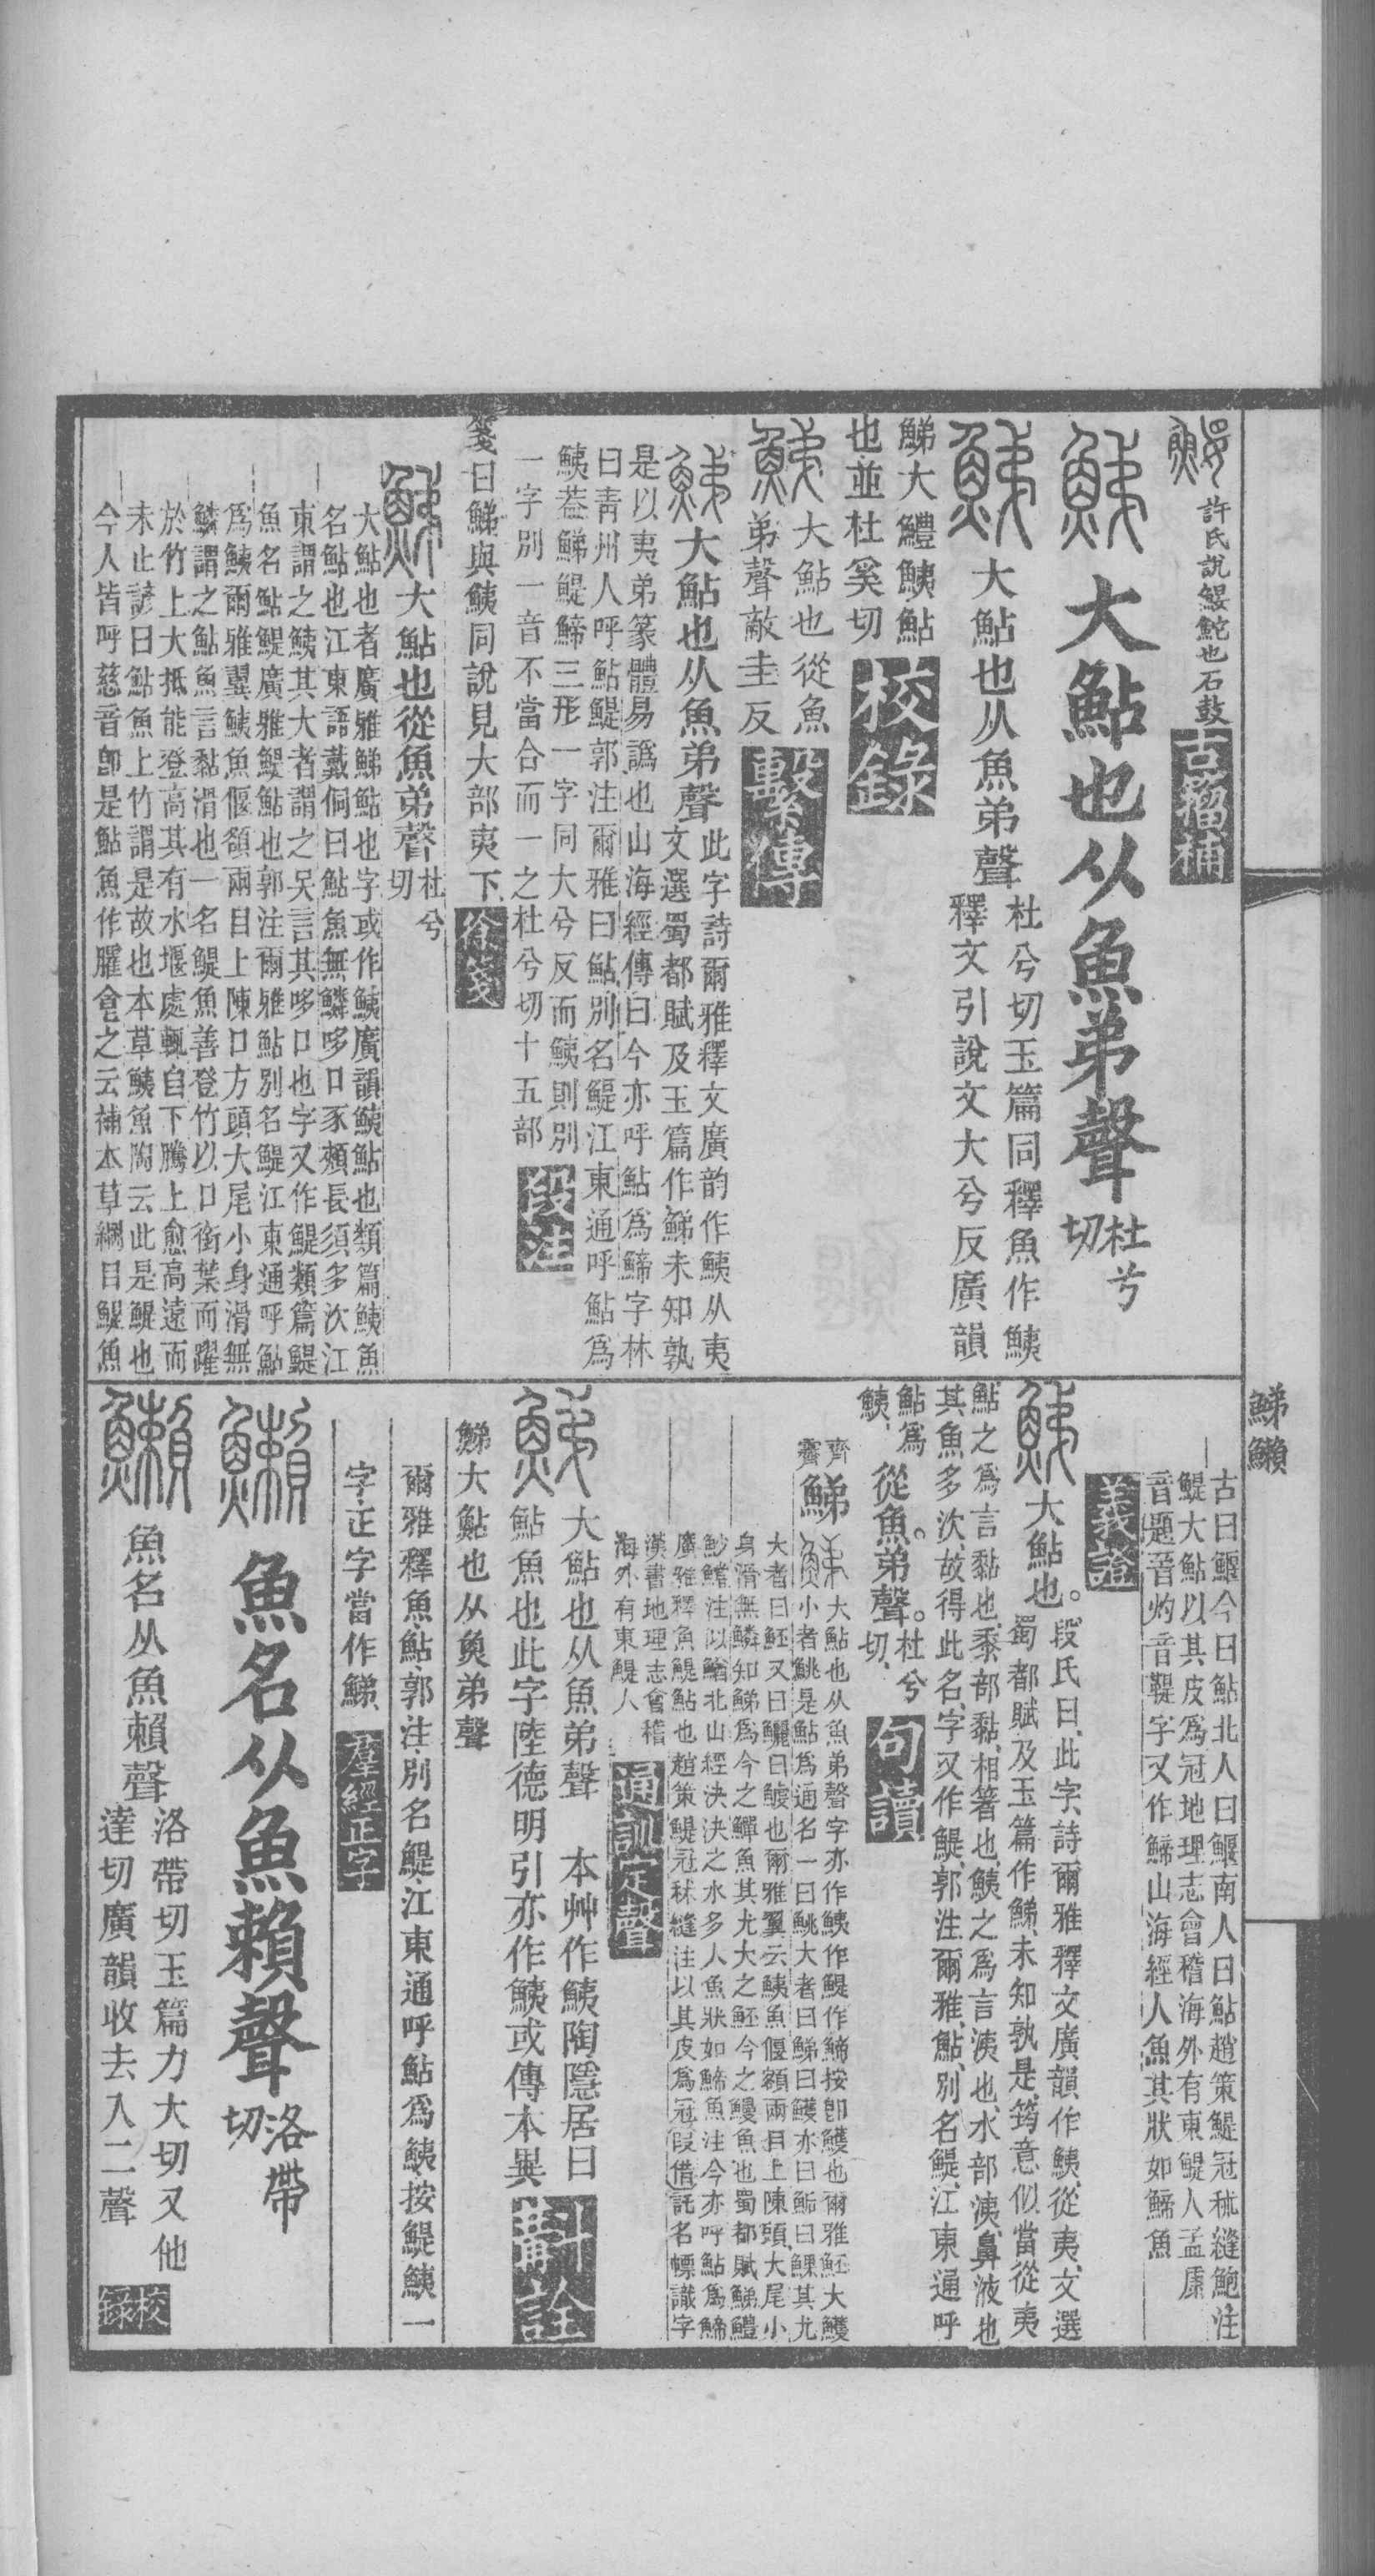 許氏說鰋鮀也石鼓
古籀補
大鮎也从魚弟聲杜兮切
大鮎也从魚弟聲杜兮切玉篇同釋魚作鮧
釋文引說文大兮反廣韻
鮷大鱧鮧鮎
也並杜奚切
校錄
大鮎也從魚
弟聲敵圭反
繫傳
大鮎也从魚弟聲此字詩爾雅釋文廣韵作鮧从夷
文選蜀都賦及玉篇作鮷未知孰
是以夷弟篆體易譌也山海經傳曰今亦呼鮎爲䱱字林
曰青州人呼鮎鯷郭注爾雅曰鮎別名鯷江東通呼鮎爲
鮧葢鮷鯷䱱三形一字同大兮反而鮧則別
一字別一音不當合而一之杜兮切十五部
段注
箋曰鮷與鮧同說見大部夷下
徐箋
大鮎也從魚弟聲杜兮切
大鮎也者廣雅鮷鮎也字或作鮧廣韻鮧鮎也類篇鮧魚
名鮎也江東語戴侗曰鮎魚無鱗哆口豕頰長須多㳄江
東謂之鮧其大者謂之吳言其哆口也字又作鯷類篇鯷
魚名鮎鯷廣雅鯷鮎也郭注爾雅鮎別名鯷江東通呼鮎
爲鮧爾雅翼鮧魚偃額兩目上陳口方頭大尾小身滑無
鱗謂之鮎魚言黏滑也一名鯷魚善登竹以口銜葉而躍
於竹上大抵能登高其有水堰處輒自下騰上愈高遠而
未止諺曰鮎魚上竹謂是故也本草鮧魚陶云此是鯷也
今人皆呼慈音卽是鮎魚作臛食之云補本草綱目鯷魚
鮷鱳
古曰鰋今曰鮎北人曰鰋南人曰鮎趙策鯷冠秫縫鮑注
鯷大鮎以其皮爲冠地理志會稽海外有東鯷人孟康
音題晉灼音鞮字又作䱱山海經人魚其狀如䱱魚
義證
大鮎也。段氏曰、此字、詩、爾雅釋文廣韻作鮧、從夷、文選
蜀都賦、及玉篇作鮷、未知孰是、筠意似當從夷
鮎之爲言黏也、黍部黏、相箸也、鮧之爲言洟也、水部洟、鼻液也
其魚多㳄、故得此名、字又作鯷、郭注爾雅、鮎、別名鯷、江東通呼
鮎爲
鮧、從魚。弟聲。杜兮切、
句讀
鮷大鮎也从魚弟聲字亦作鮧作鯷作䱱按卽鱯也爾雅魾大鱯
小者鮡是鮎爲通名一曰鮡大者曰鮷曰鱯亦曰鮠曰鰥其尤
大者曰魾又曰鱺曰鱯也爾雅翼云鮧魚偃額兩目上陳頭大尾小
身滑無鱗知鮷爲今之鱓魚其尤大之魾今之鰻魚也蜀都賦鮷鱧
魦鱨注以鮨北山經決決之水多人魚狀如䱱魚注今亦呼鮎爲䱱
廣雅釋魚鯷鮎也趙策鯷冠秫縫注以其皮爲冠叚借託名幖識字
漢書地理志會稽
海外有東鯷人
通訓定聲
大鮎也从魚弟聲 本艸作鮧陶隱居曰
鮎魚也此字陸德明引亦作鮧或傳本異
斠詮
鮷大鮎也从魚弟聲
爾雅釋魚、鮎、郭注、別名鯷、江東通呼鮎爲鮧、按鯷鮧一
字、正字當作鮷、
羣經正字
魚名从魚賴聲洛帶切
魚名从魚賴聲洛帶切玉篇力大切又他
達切廣韻收去入二聲
校錄